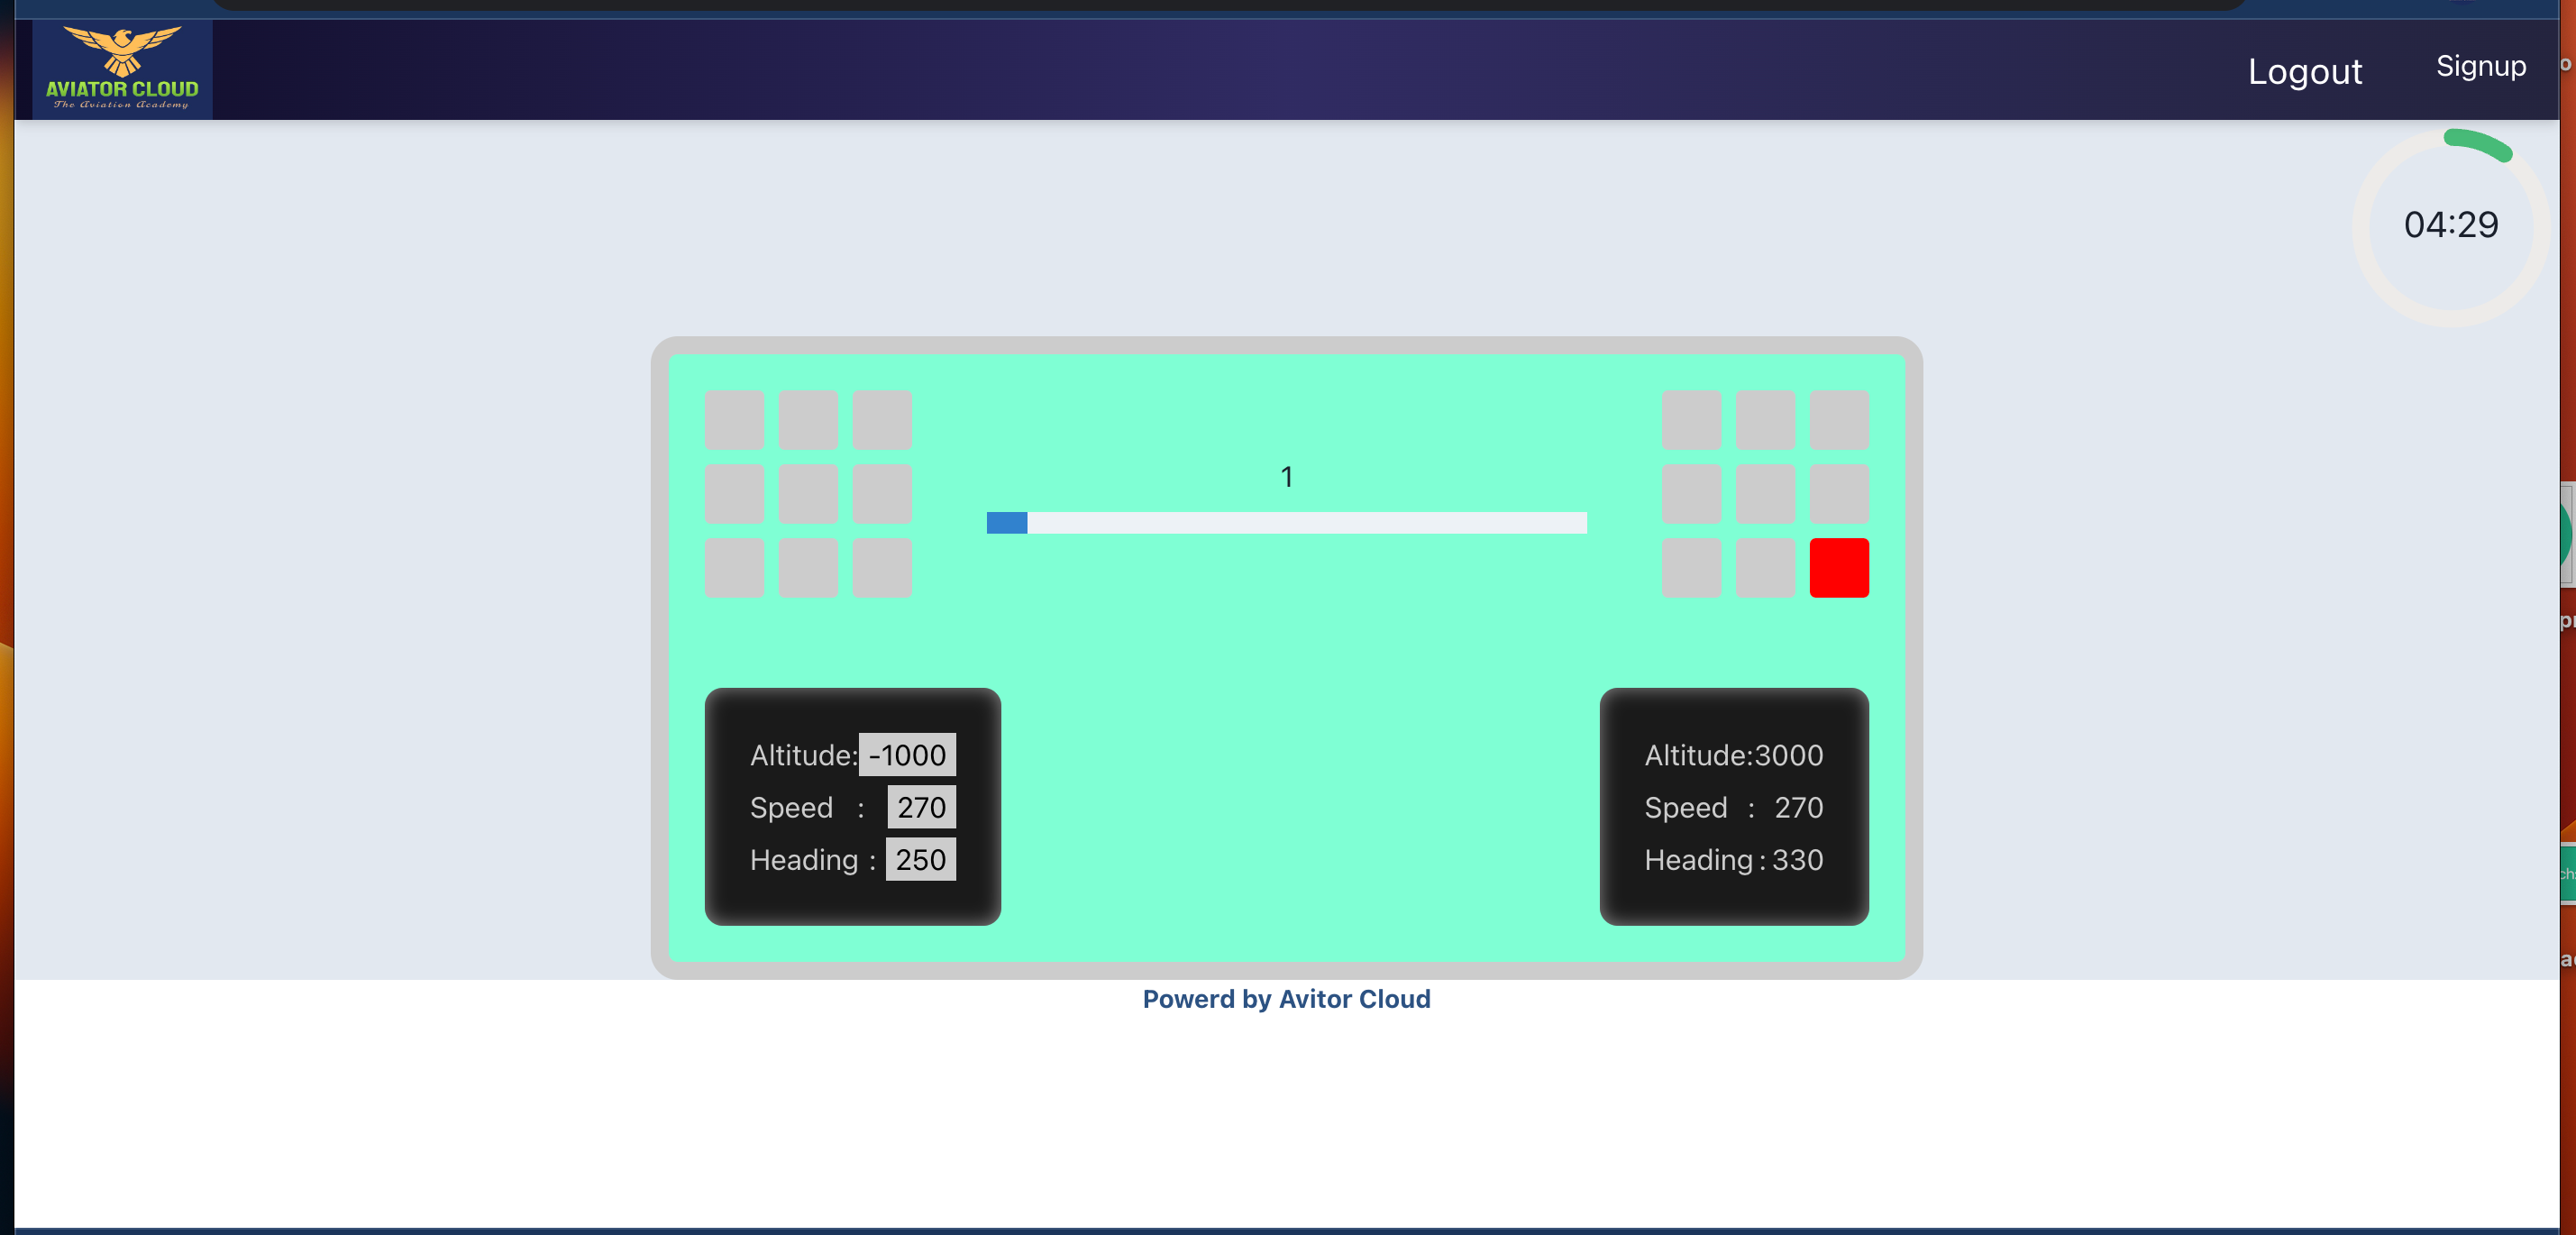 AVIATOR CLOUD
The Aviation Academy
Logout
Signup
04:29
1
Altitude:-1000
Speed : 270
Heading : 250
Altitude:3000
Speed : 270
Heading : 330
Powerd by Avitor Cloud